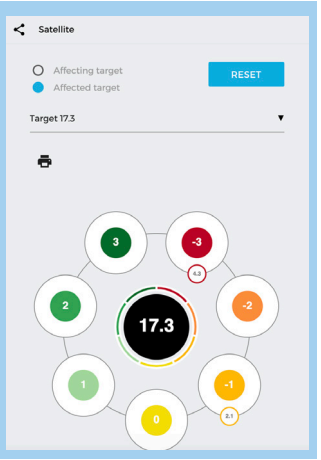 Satellite
Affecting target
RESET
Affected target
Target 17.3
3
-3
4.3
2
-2
17.3
1
-1
2.1
0